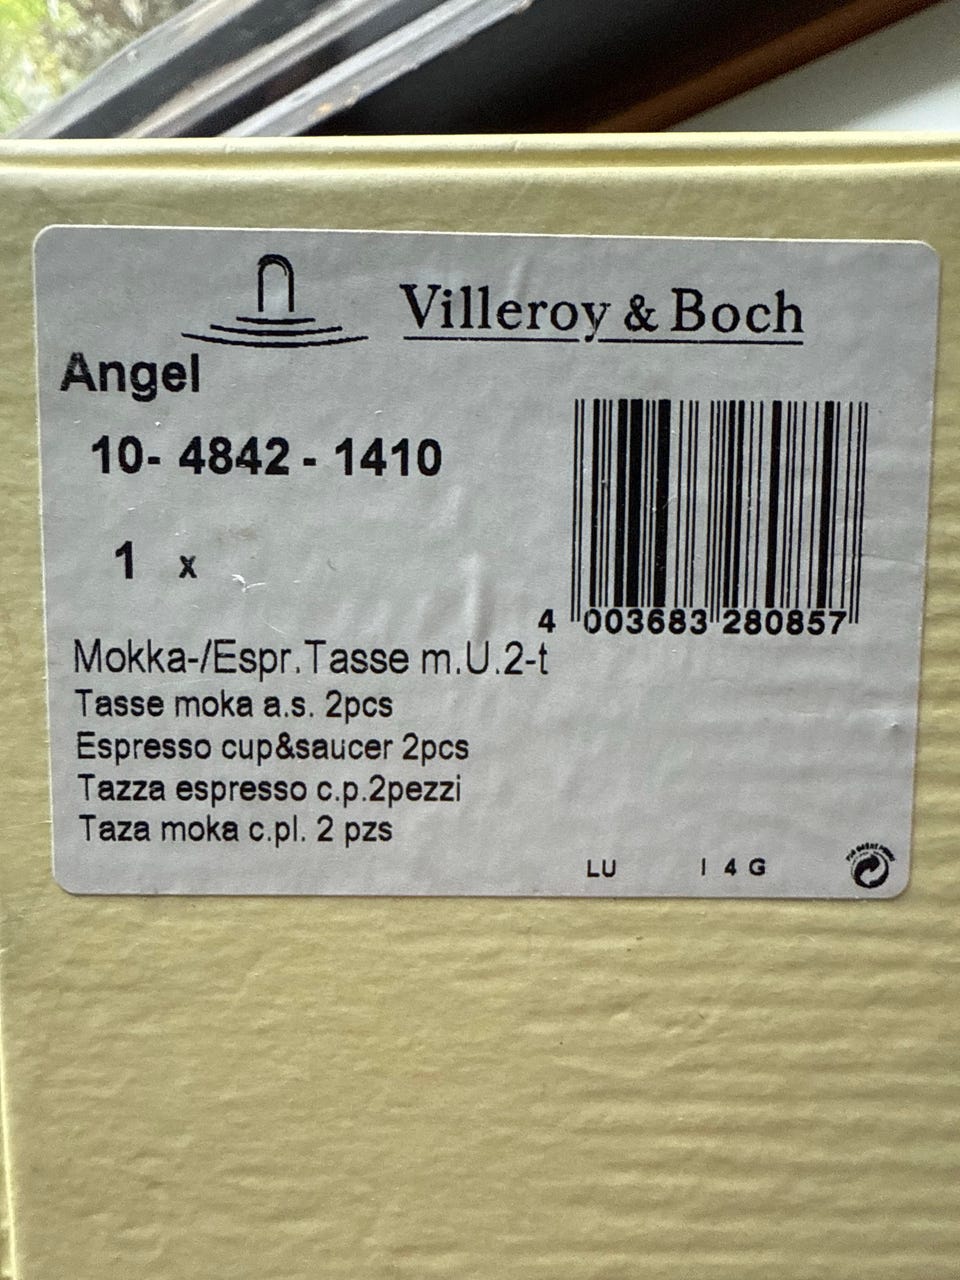 Villeroy & Boch
Angel
10- 4842 - 1410
1 x
4 003683 280857
Mokka-/Espr.Tasse m.U.2-t
Tasse moka a.s. 2pcs
Espresso cup&saucer 2pcs
Tazza espresso c.p.2pezzi
Taza moka c.pl. 2 pzs
LU I 4 G